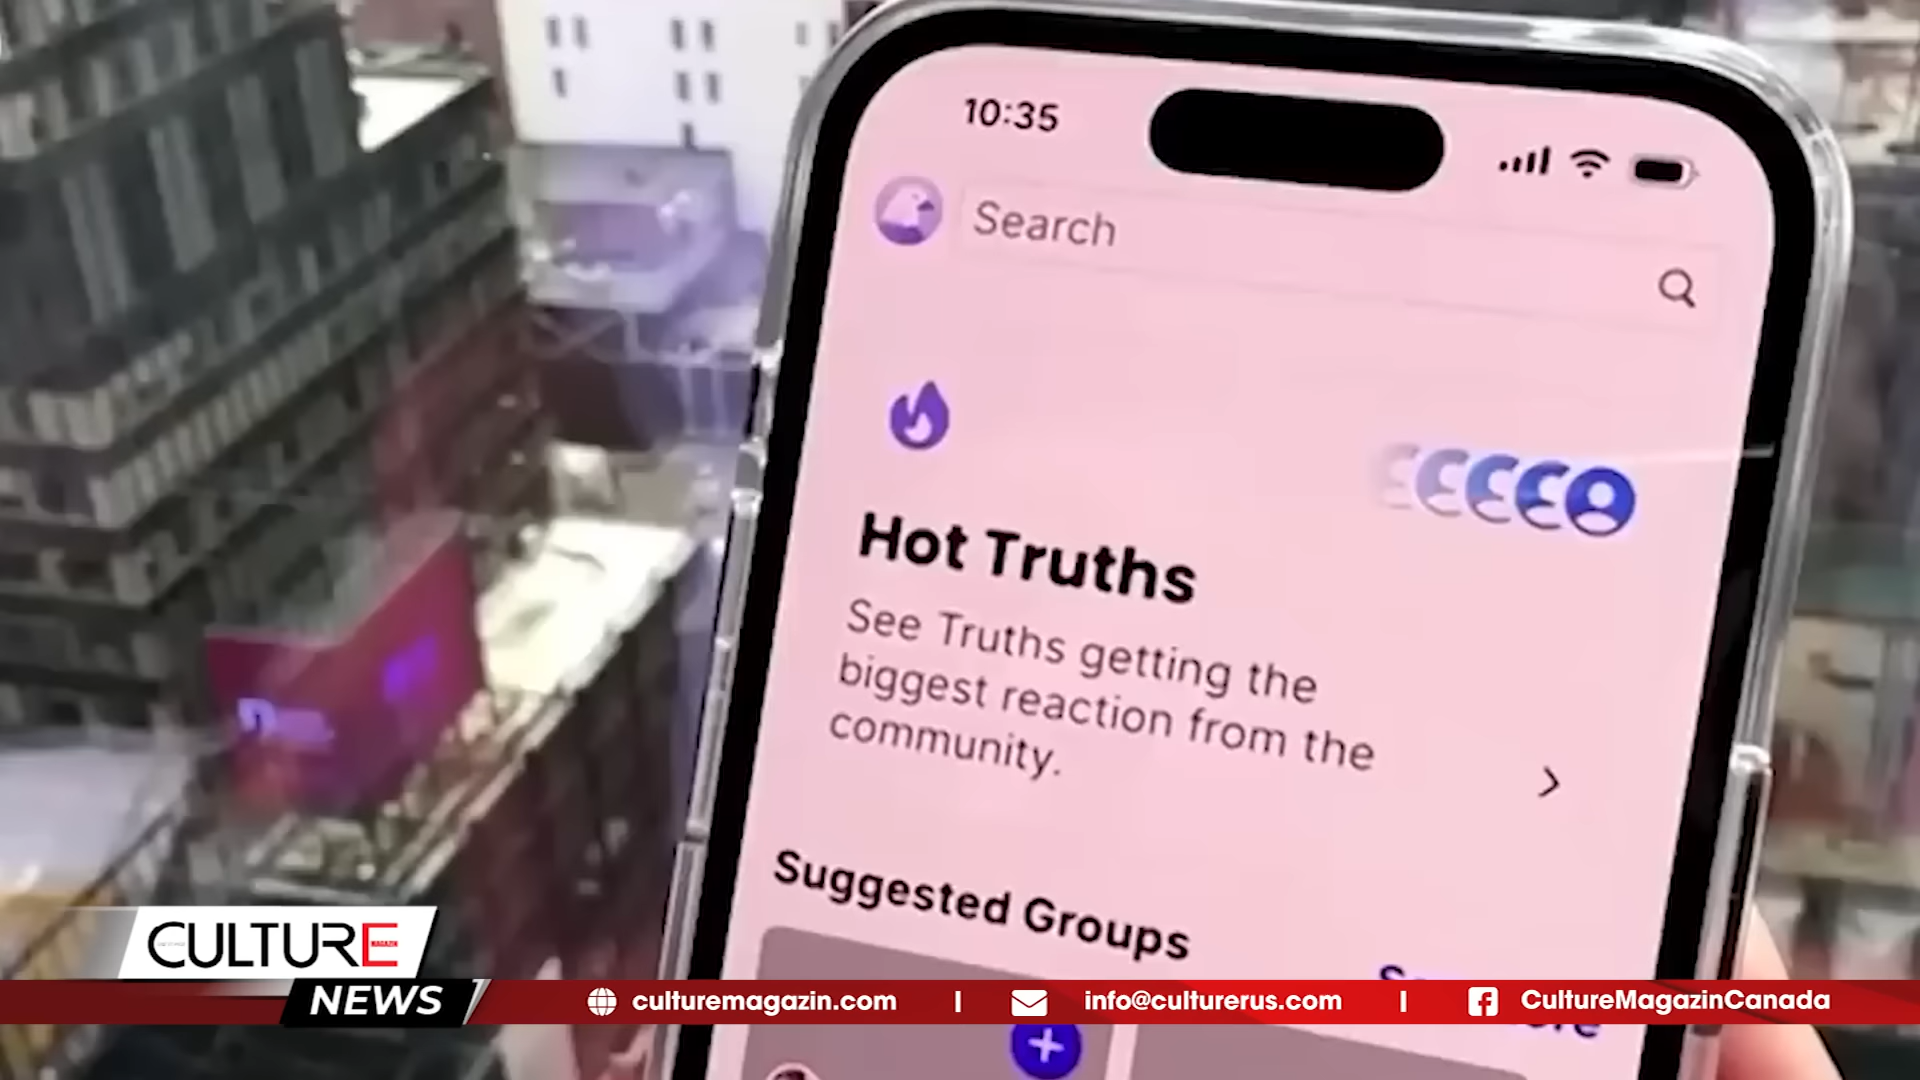 10:35
Search
Hot Truths
See Truths getting the
biggest reaction from the
community.
Suggested Groups
CULTURE
MAGAZIN
NEWS
culturemagazin.com | info@culturerus.com | CultureMagazinCanada